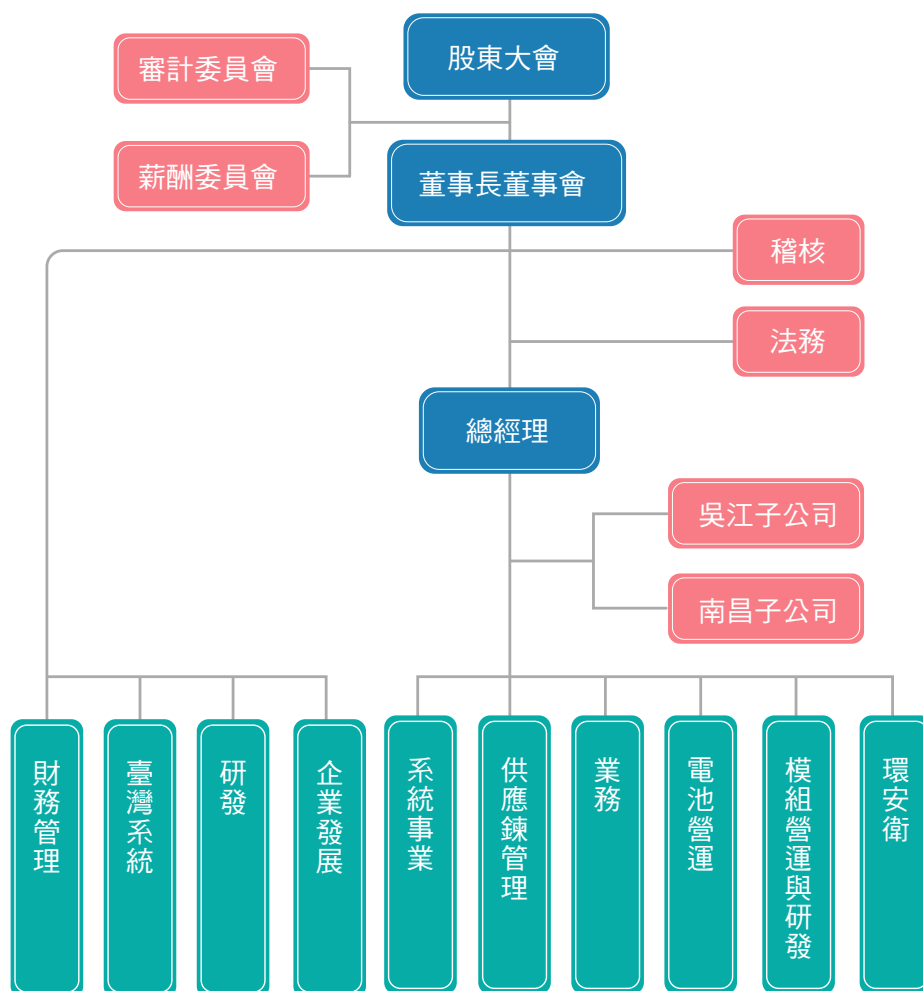 股東大會
審計委員會
薪酬委員會
董事長董事會
稽核
法務
總經理
吳江子公司
南昌子公司
財務管理
臺灣系統
研發
企業發展
系統事業
供應鍊管理
業務
電池營運
模組營運與研發
環安衛